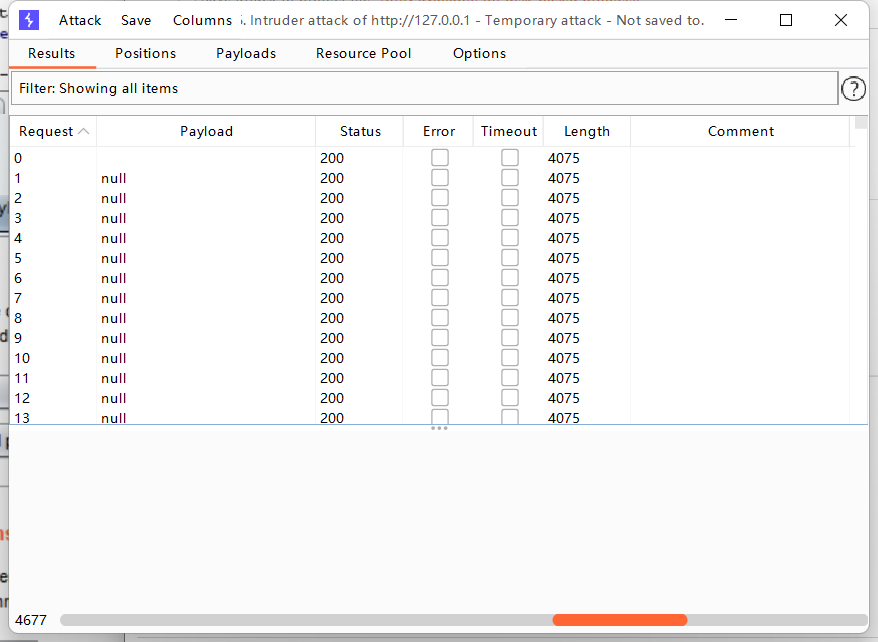 Attack Save Columns 5. Intruder attack of http://127.0.0.1 - Temporary attack - Not saved to.
Results Positions Payloads Resource Pool Options
Filter: Showing all items
?
Request Payload Status Error Timeout Length Comment
0 200 4075
1 null 200 4075
2 null 200 4075
3 null 200 4075
4 null 200 4075
5 null 200 4075
6 null 200 4075
7 null 200 4075
8 null 200 4075
9 null 200 4075
10 null 200 4075
11 null 200 4075
12 null 200 4075
13 null 200 4075
4677